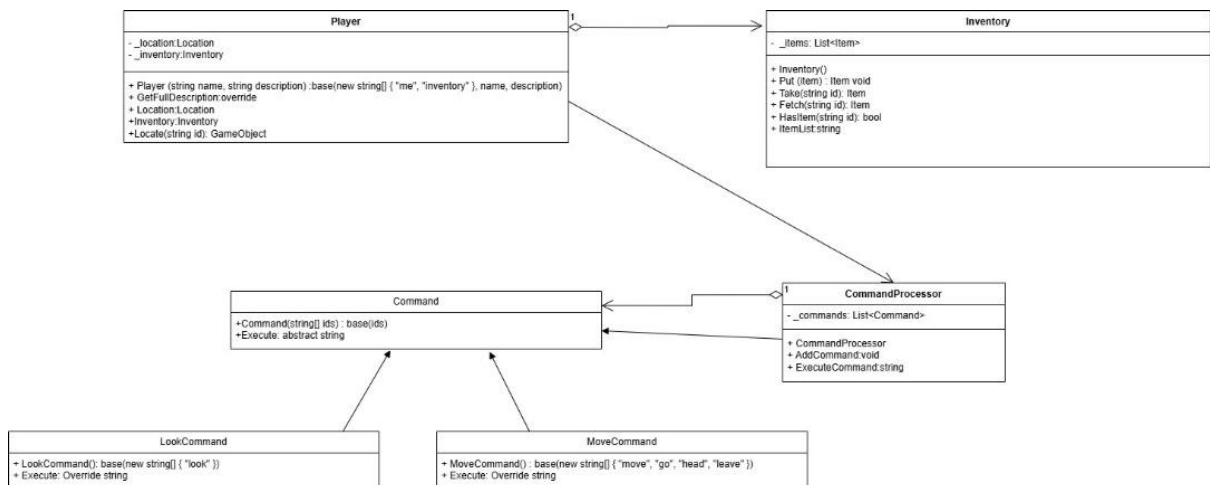 Player
- _location:Location
- _inventory:Inventory
+ Player (string name, string description) :base(new string[] { "me", "inventory" }, name, description)
+ GetFullDescription:override
+ Location:Location
+Inventory:Inventory
+Locate(string id): GameObject
1
Inventory
- _items: List<Item>
+ Inventory()
+ Put (item) : Item void
+ Take(string id): Item
+ Fetch(string id): Item
+ HasItem(string id): bool
+ ItemList:string
Command
+Command(string[] ids) : base(ids)
+Execute: abstract string
1
CommandProcessor
- _commands: List<Command>
+ CommandProcessor
+ AddCommand:void
+ ExecuteCommand:string
LookCommand
+ LookCommand(): base(new string[] { "look" })
+ Execute: Override string
MoveCommand
+ MoveCommand() : base(new string[] { "move", "go", "head", "leave" })
+ Execute: Override string